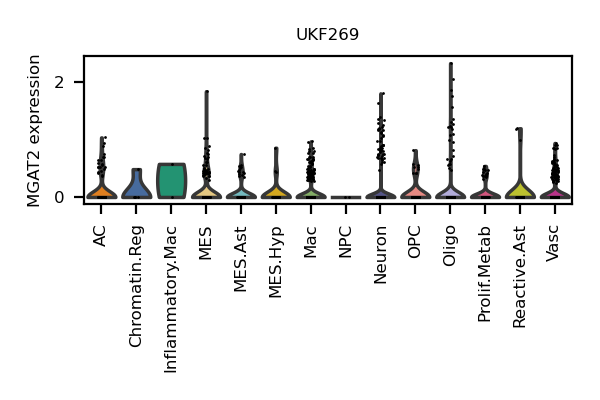 UKF269
MGAT2 expression
2
0
AC
Chromatin.Reg
Inflammatory.Mac
MES
MES.Ast
MES.Hyp
Mac
NPC
Neuron
OPC
Oligo
Prolif.Metab
Reactive.Ast
Vasc